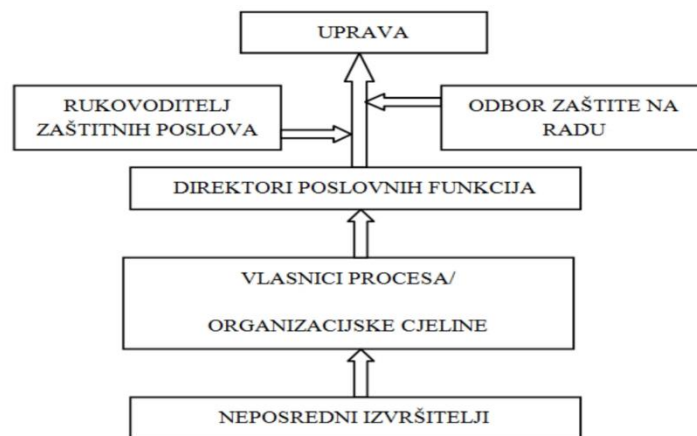 UPRAVA
RUKOVODITELJ
ZAŠTITNIH POSLOVA
ODBOR ZAŠTITE NA
RADU
DIREKTORI POSLOVNIH FUNKCIJA
VLASNICI PROCESA/
ORGANIZACIJSKE CJELINE
NEPOSREDNI IZVRŠITELJI